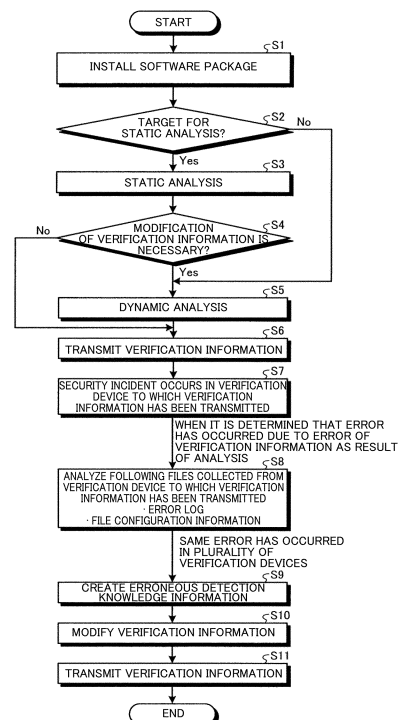 START
S1
INSTALL SOFTWARE PACKAGE
S2
TARGET FOR
STATIC ANALYSIS?
No
Yes
S3
STATIC ANALYSIS
S4
No
MODIFICATION
OF VERIFICATION INFORMATION IS
NECESSARY?
Yes
S5
DYNAMIC ANALYSIS
S6
TRANSMIT VERIFICATION INFORMATION
S7
SECURITY INCIDENT OCCURS IN VERIFICATION
DEVICE TO WHICH VERIFICATION
INFORMATION HAS BEEN TRANSMITTED
WHEN IT IS DETERMINED THAT ERROR
HAS OCCURRED DUE TO ERROR OF
VERIFICATION INFORMATION AS RESULT
OF ANALYSIS
S8
ANALYZE FOLLOWING FILES COLLECTED FROM
VERIFICATION DEVICE TO WHICH VERIFICATION
INFORMATION HAS BEEN TRANSMITTED
· ERROR LOG
· FILE CONFIGURATION INFORMATION
SAME ERROR HAS OCCURRED
IN PLURALITY OF
VERIFICATION DEVICES
S9
CREATE ERRONEOUS DETECTION
KNOWLEDGE INFORMATION
S10
MODIFY VERIFICATION INFORMATION
S11
TRANSMIT VERIFICATION INFORMATION
END